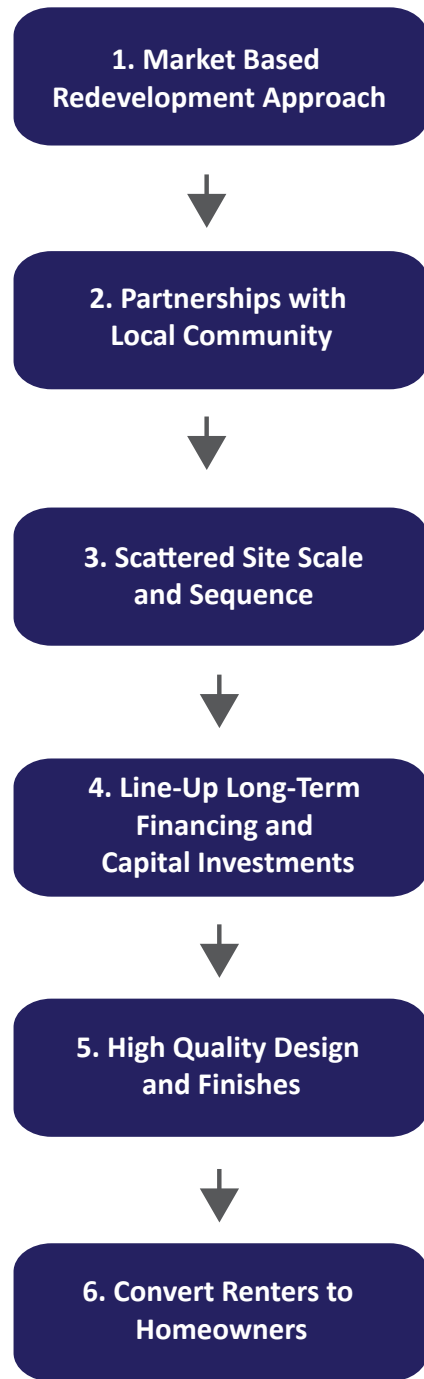 1. Market Based
Redevelopment Approach
2. Partnerships with
Local Community
3. Scattered Site Scale
and Sequence
4. Line-Up Long-Term
Financing and
Capital Investments
5. High Quality Design
and Finishes
6. Convert Renters to
Homeowners